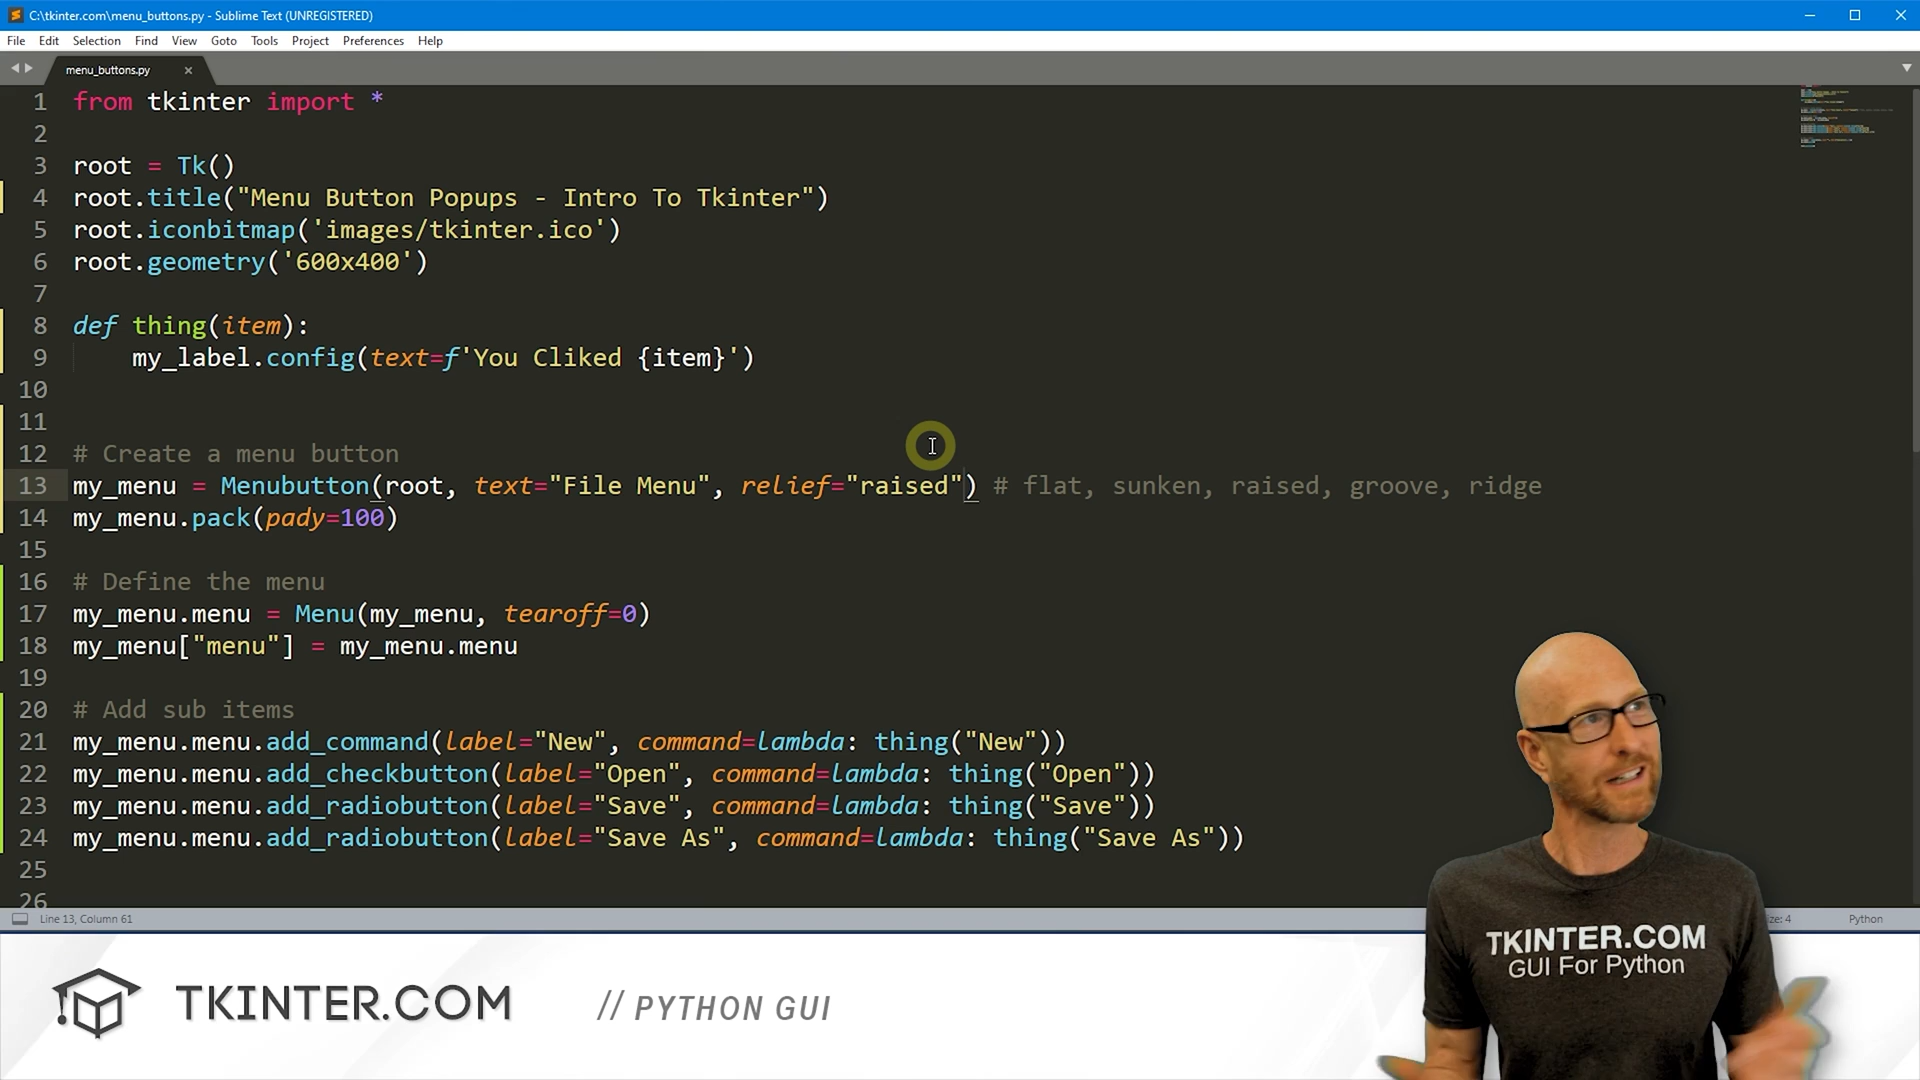 C:\tkinter.com\menu_buttons.py - Sublime Text (UNREGISTERED)
File Edit Selection Find View Goto Tools Project Preferences Help
menu_buttons.py
1 from tkinter import *
2
3 root = Tk()
4 root.title("Menu Button Popups - Intro To Tkinter")
5 root.iconbitmap('images/tkinter.ico')
6 root.geometry('600x400')
7
8 def thing(item):
9 my_label.config(text=f'You Cliked {item}')
10
11
12 # Create a menu button
13 my_menu = Menubutton(root, text="File Menu", relief="raised") # flat, sunken, raised, groove, ridge
14 my_menu.pack(pady=100)
15
16 # Define the menu
17 my_menu.menu = Menu(my_menu, tearoff=0)
18 my_menu["menu"] = my_menu.menu
19
20 # Add sub items
21 my_menu.menu.add_command(label="New", command=lambda: thing("New"))
22 my_menu.menu.add_checkbutton(label="Open", command=lambda: thing("Open"))
23 my_menu.menu.add_radiobutton(label="Save", command=lambda: thing("Save"))
24 my_menu.menu.add_radiobutton(label="Save As", command=lambda: thing("Save As"))
25
26
Line 13, Column 61
4 Python
TKINTER.COM // PYTHON GUI
TKINTER.COM
GUI For Python